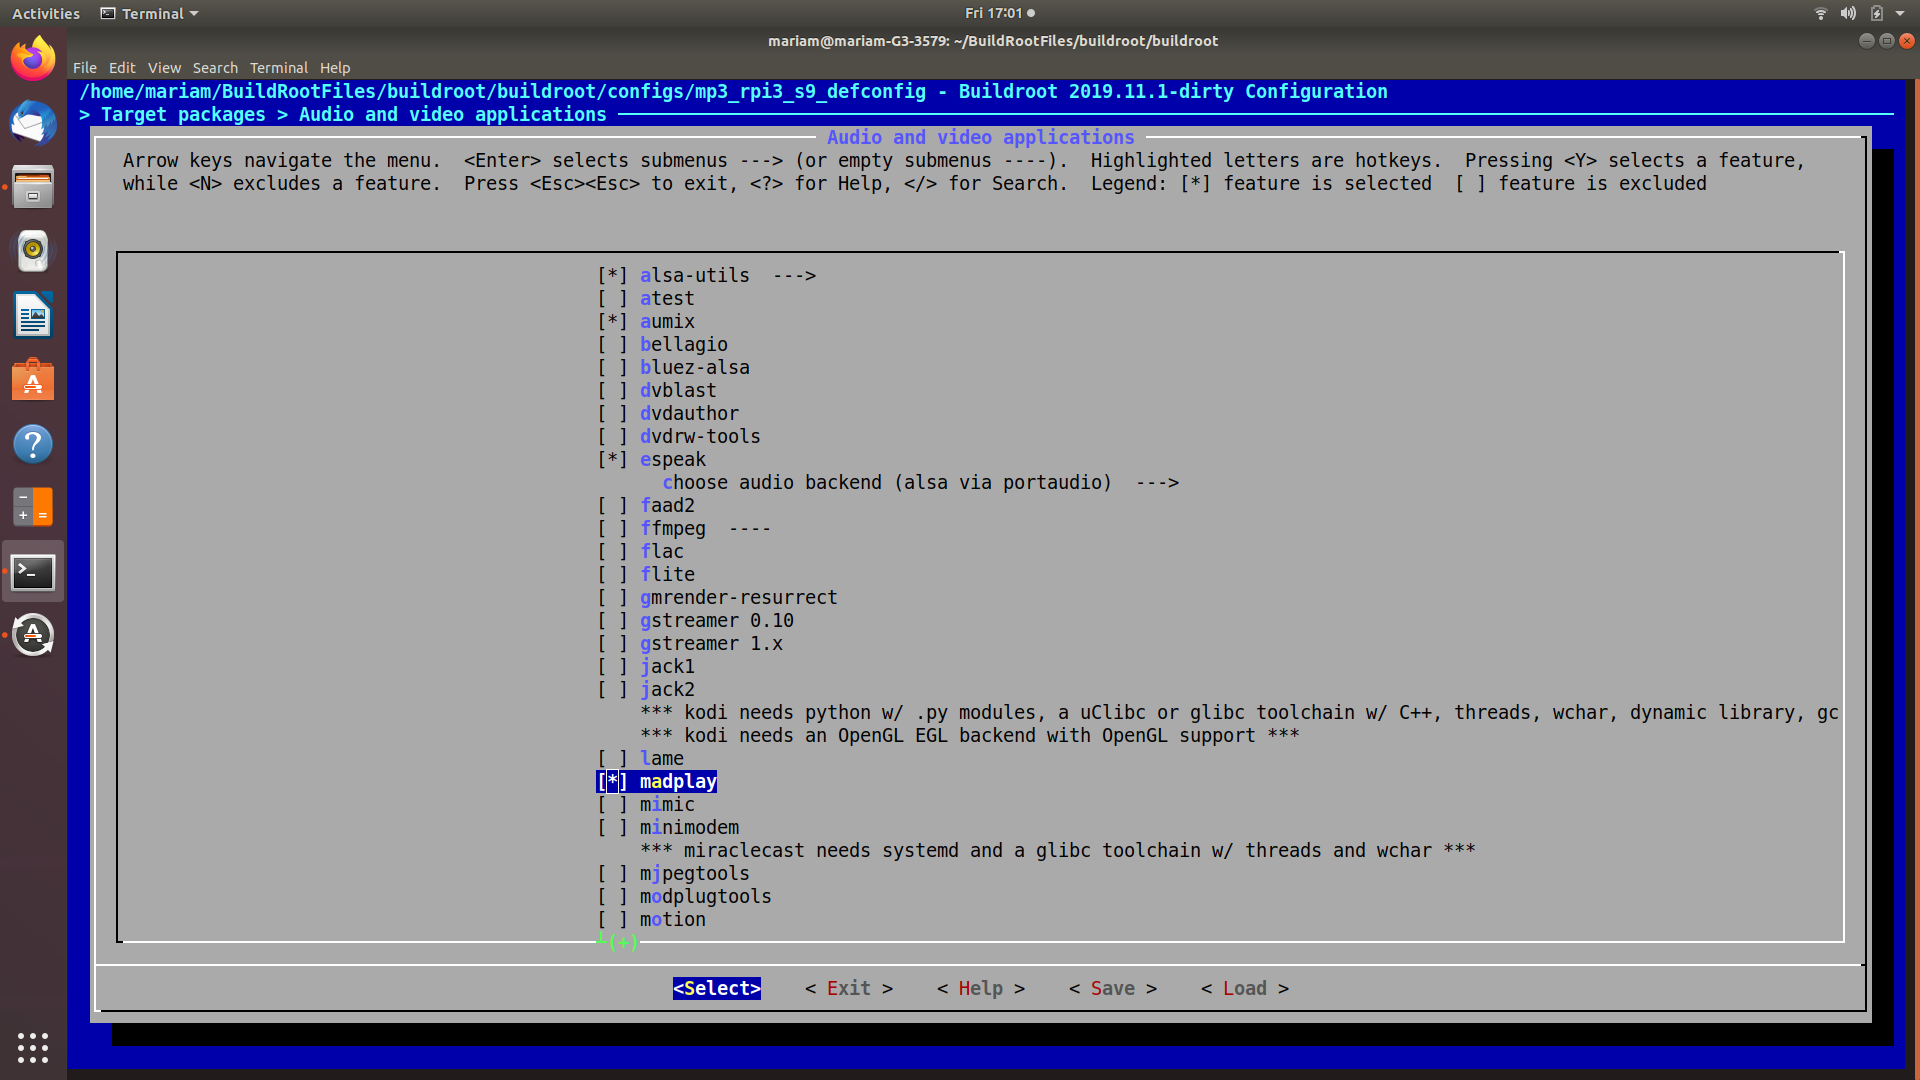 Activities Terminal Fri 17:01
mariam@mariam-G3-3579: ~/BuildRootFiles/buildroot/buildroot
File Edit View Search Terminal Help
/home/mariam/BuildRootFiles/buildroot/buildroot/configs/mp3_rpi3_s9_defconfig - Buildroot 2019.11.1-dirty Configuration
> Target packages > Audio and video applications
Audio and video applications
Arrow keys navigate the menu.  <Enter> selects submenus ---> (or empty submenus ----).  Highlighted letters are hotkeys.  Pressing <Y> selects a feature,
while <N> excludes a feature.  Press <Esc><Esc> to exit, <?> for Help, </> for Search.  Legend: [*] feature is selected  [ ] feature is excluded
[*] alsa-utils  --->
[ ] atest
[*] aumix
[ ] bellagio
[ ] bluez-alsa
[ ] dvblast
[ ] dvdauthor
[ ] dvdrw-tools
[*] espeak
choose audio backend (alsa via portaudio)  --->
[ ] faad2
[ ] ffmpeg  ----
[ ] flac
[ ] flite
[ ] gmrender-resurrect
[ ] gstreamer 0.10
[ ] gstreamer 1.x
[ ] jack1
[ ] jack2
*** kodi needs python w/ .py modules, a uClibc or glibc toolchain w/ C++, threads, wchar, dynamic library, gc
*** kodi needs an OpenGL EGL backend with OpenGL support ***
[ ] lame
[*] madplay
[ ] mimic
[ ] minimodem
*** miraclecast needs systemd and a glibc toolchain w/ threads and wchar ***
[ ] mjpegtools
[ ] modplugtools
[ ] motion
(+)
<Select> < Exit > < Help > < Save > < Load >